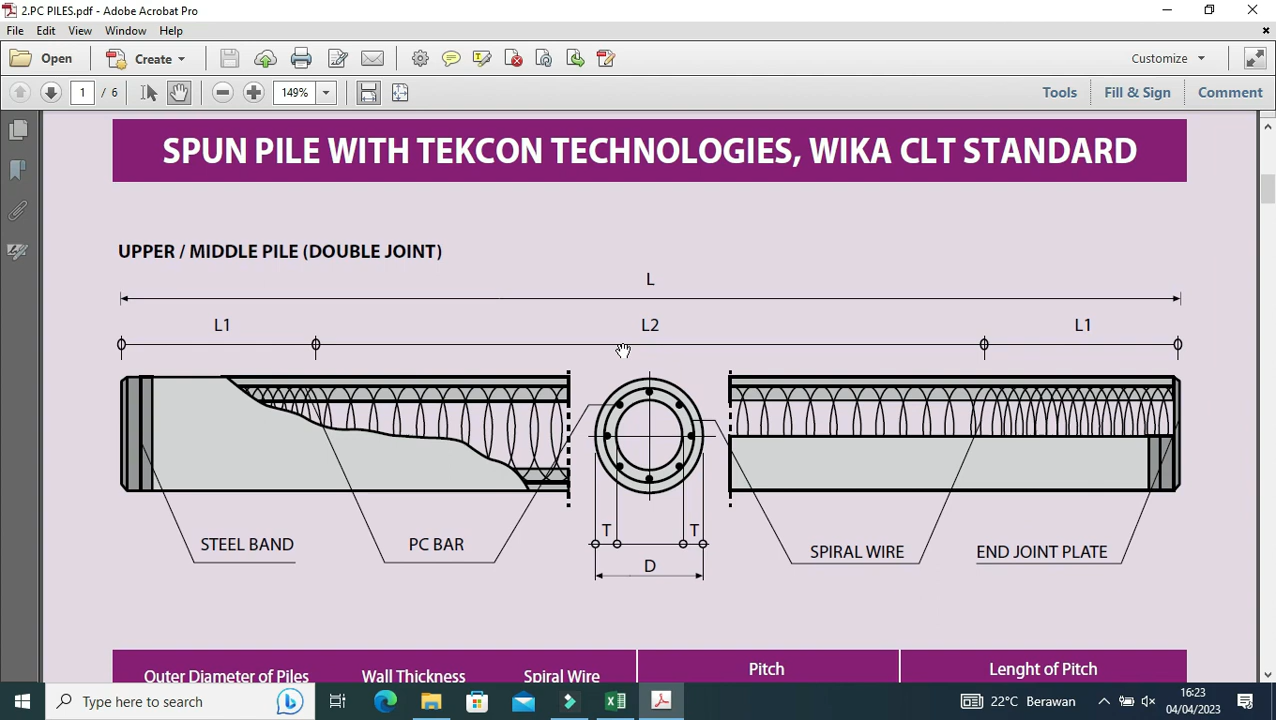 2.PC PILES.pdf - Adobe Acrobat Pro
File Edit View Window Help
Open Create Customize
1 / 6 149% Tools Fill & Sign Comment
SPUN PILE WITH TEKCON TECHNOLOGIES, WIKA CLT STANDARD
UPPER / MIDDLE PILE (DOUBLE JOINT)
L
L1 L2 L1
T T
STEEL BAND PC BAR SPIRAL WIRE END JOINT PLATE
D
Outer Diameter of Piles Wall Thickness Spiral Wire Pitch Lenght of Pitch
Type here to search 22°C Berawan 16:23
04/04/2023